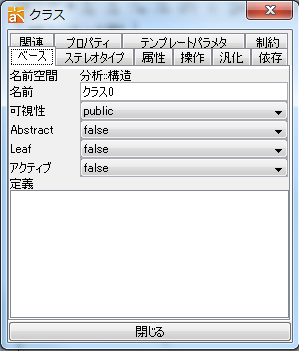 クラス
関連 プロパティ テンプレートパラメタ 制約
ベース ステレオタイプ 属性 操作 汎化 依存
名前空間 分析::構造
名前 クラス0
可視性 public
Abstract false
Leaf false
アクティブ false
定義
閉じる